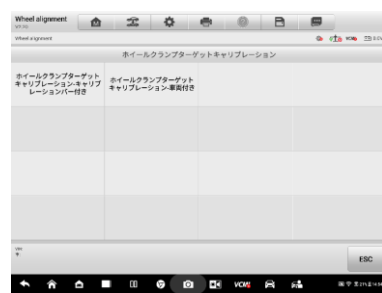 Wheel alignment
Wheel alignment
ホイールクランプターゲットキャリブレーション
ホイールクランプターゲット
キャリブレーション-キャリブ
レーションバー付き
ホイールクランプターゲット
キャリブレーション-車両付き
ESC
VCMI